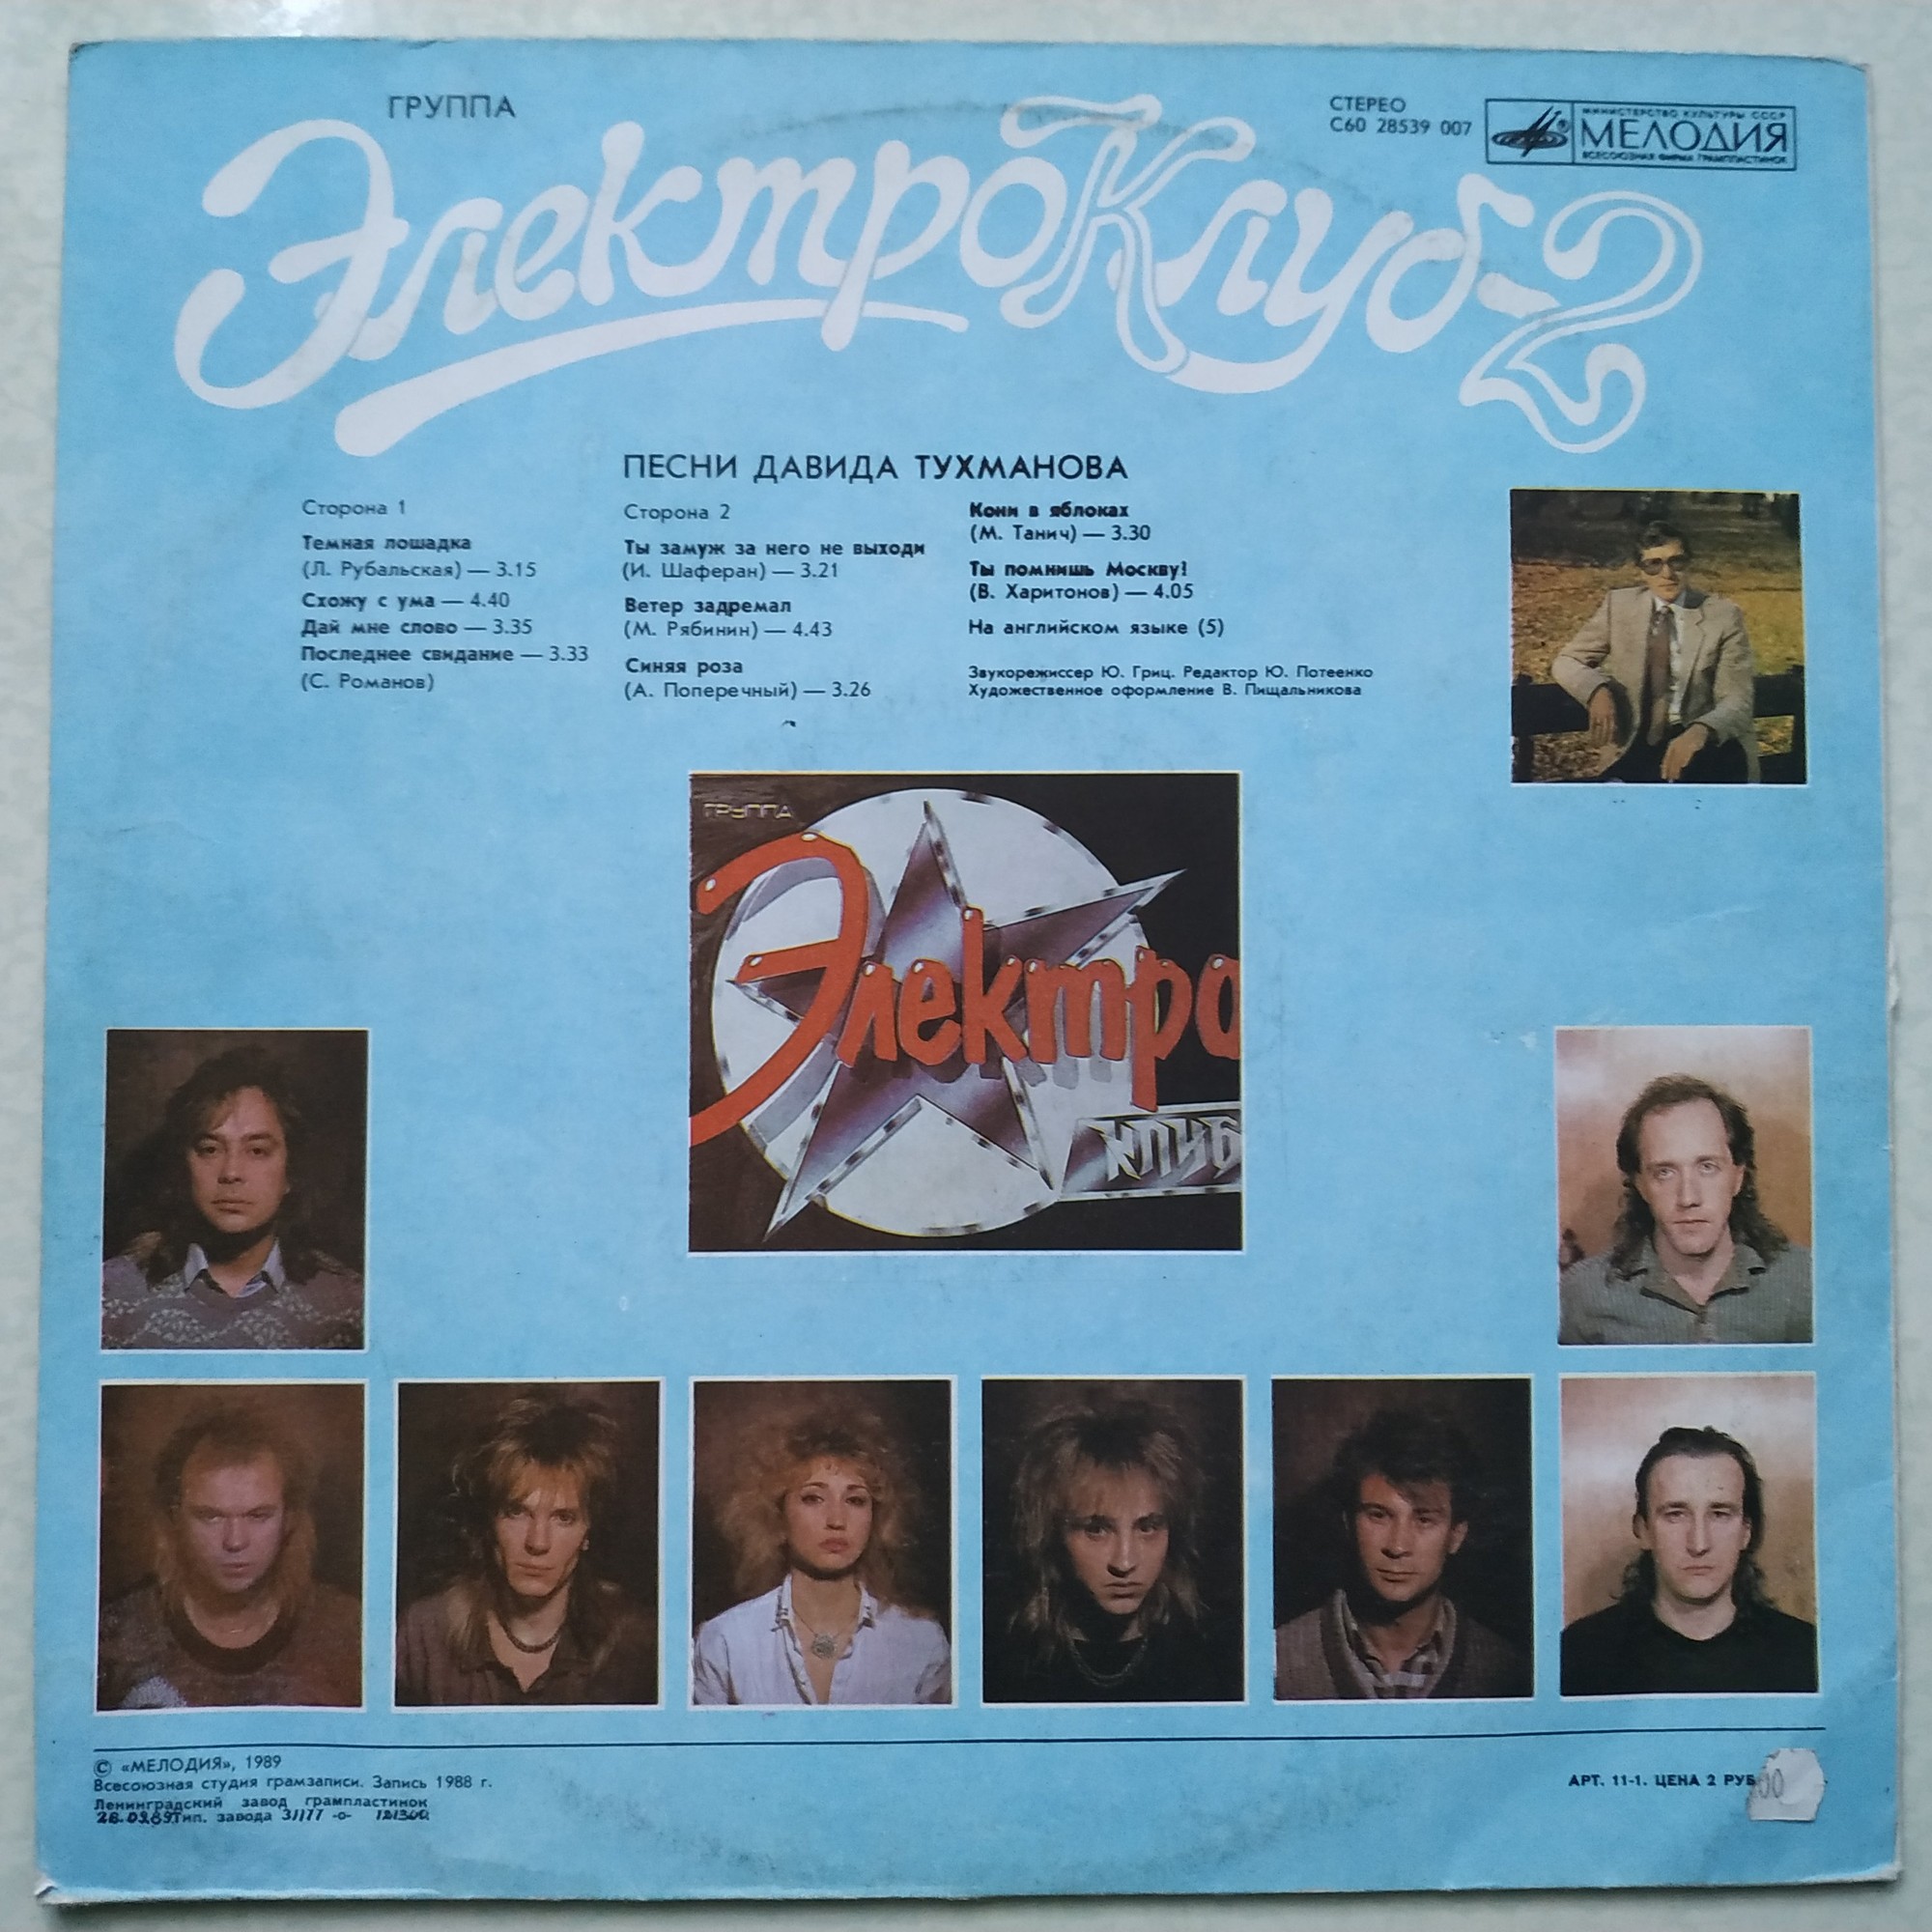 ГРУППА
ЭлектроКлуб-2
СТЕРЕО
С60 28539 007
МИНИСТЕРСТВО КУЛЬТУРЫ СССР
МЕЛОДИЯ
ВСЕСОЮЗНАЯ ФИРМА ГРАМПЛАСТИНОК
ПЕСНИ ДАВИДА ТУХМАНОВА
Сторона 1
Темная лошадка
(Л. Рубальская) — 3.15
Схожу с ума — 4.40
Дай мне слово — 3.35
Последнее свидание — 3.33
(С. Романов)
Сторона 2
Ты замуж за него не выходи
(И. Шаферан) — 3.21
Ветер задремал
(М. Рябинин) — 4.43
Синяя роза
(А. Поперечный) — 3.26
Кони в яблоках
(М. Танич) — 3.30
Ты помнишь Москву!
(В. Харитонов) — 4.05
На английском языке (5)
Звукорежиссер Ю. Гриц. Редактор Ю. Потеенко
Художественное оформление В. Пищальникова
ГРУППА
Электро
КЛУБ
© «МЕЛОДИЯ», 1989
Всесоюзная студия грамзаписи. Запись 1988 г.
Ленинградский завод грампластинок
Тип. завода
АРТ. 11-1. ЦЕНА 2 РУБ
00